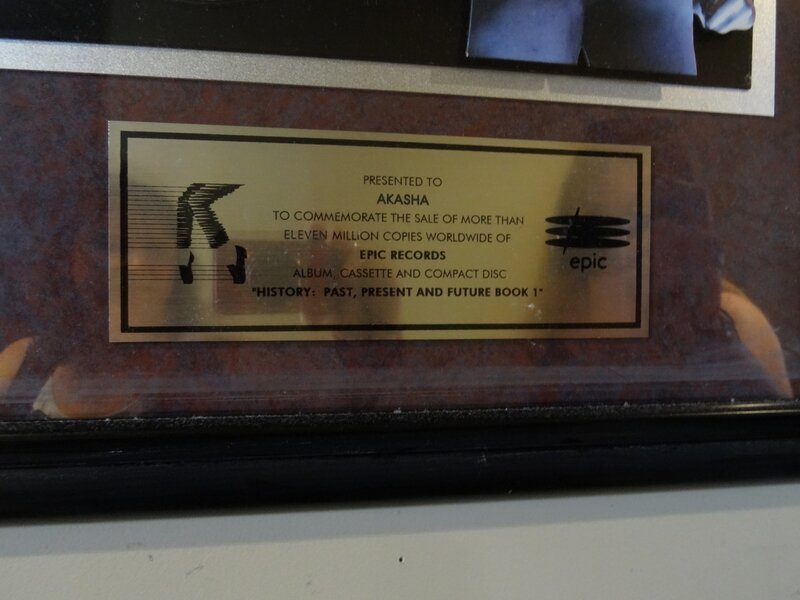 PRESENTED TO
AKASHA
TO COMMEMORATE THE SALE OF MORE THAN
ELEVEN MILLION COPIES WORLDWIDE OF
EPIC RECORDS
ALBUM, CASSETTE AND COMPACT DISC
"HISTORY: PAST, PRESENT AND FUTURE BOOK 1"
epic